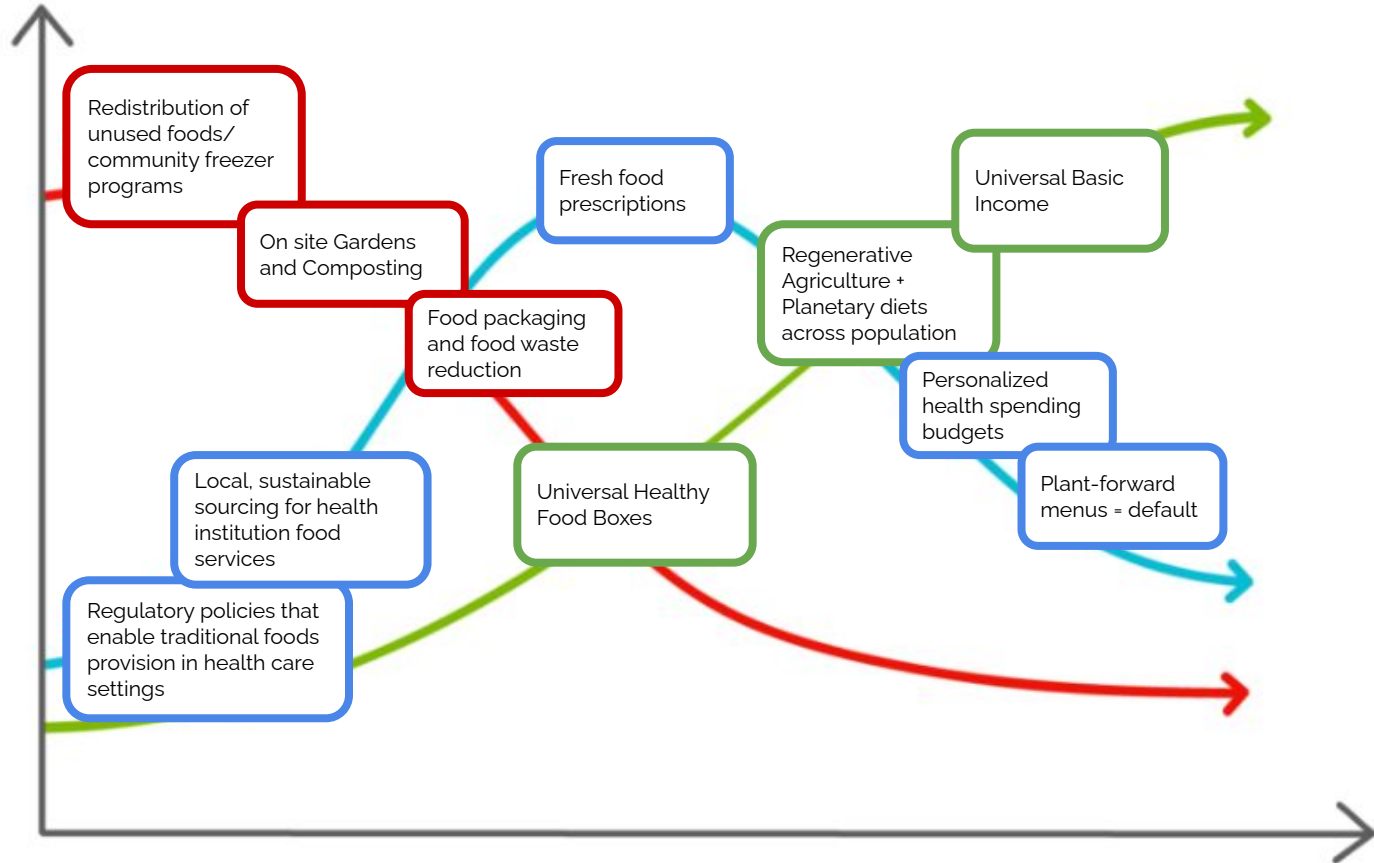 Redistribution of
unused foods/
community freezer
programs
On site Gardens
and Composting
Food packaging
and food waste
reduction
Fresh food
prescriptions
Universal Basic
Income
Regenerative
Agriculture +
Planetary diets
across population
Personalized
health spending
budgets
Plant-forward
menus = default
Local, sustainable
sourcing for health
institution food
services
Universal Healthy
Food Boxes
Regulatory policies that
enable traditional foods
provision in health care
settings